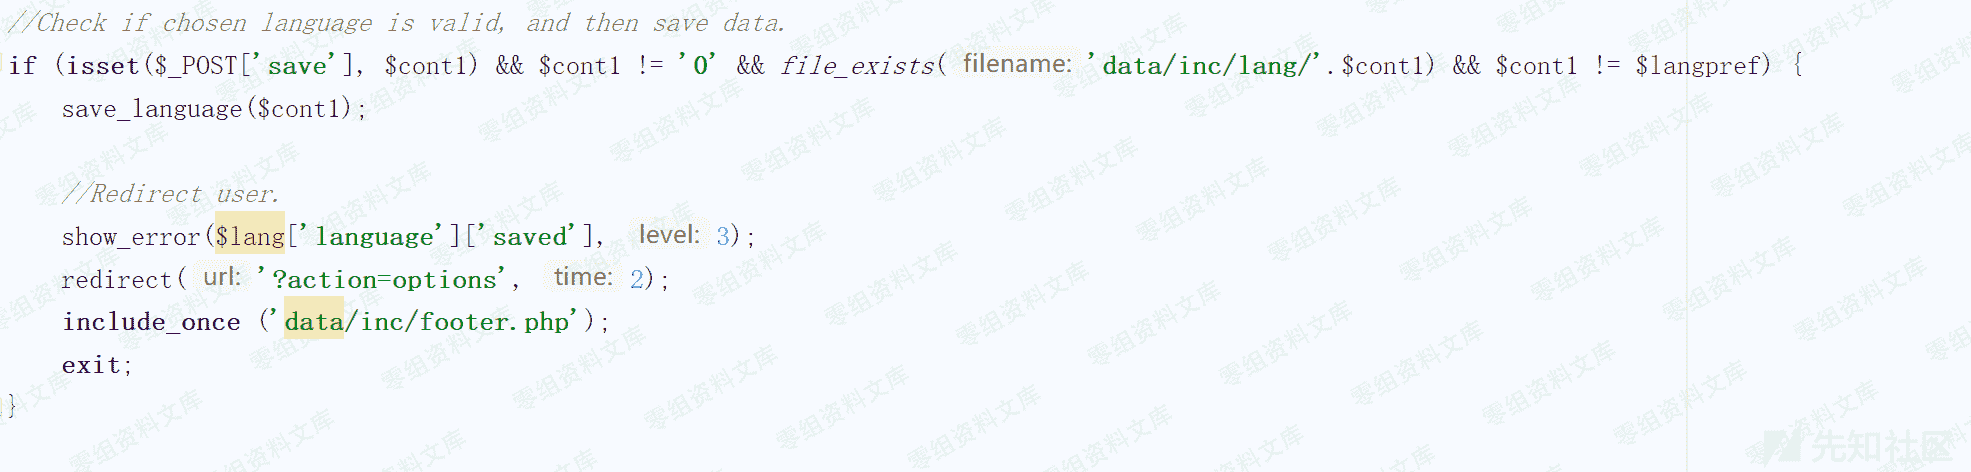 //Check if chosen language is valid, and then save data.
if (isset($_POST['save'], $cont1) && $cont1 != '0' && file_exists( filename: 'data/inc/lang/'.$cont1) && $cont1 != $langpref) {
save_language($cont1);
//Redirect user.
show_error($lang['language']['saved'], level: 3);
redirect( url: '?action=options', time: 2);
include_once ('data/inc/footer.php');
exit;
}
零组资料文库
先知社区